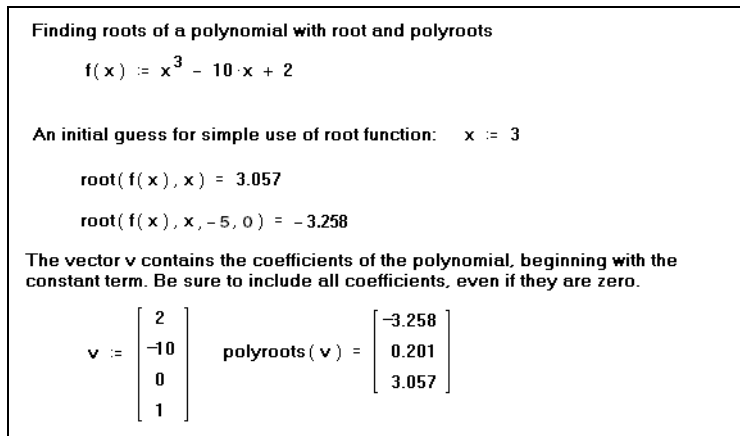 Finding roots of a polynomial with root and polyroots
f( x ) := x³ - 10·x + 2
An initial guess for simple use of root function: x := 3
root( f( x ) , x ) = 3.057
root( f( x ) , x , - 5 , 0 ) = - 3.258
The vector v contains the coefficients of the polynomial, beginning with the
constant term. Be sure to include all coefficients, even if they are zero.
2 −3.258
v := −10 polyroots ( v ) = 0.201
0 3.057
1